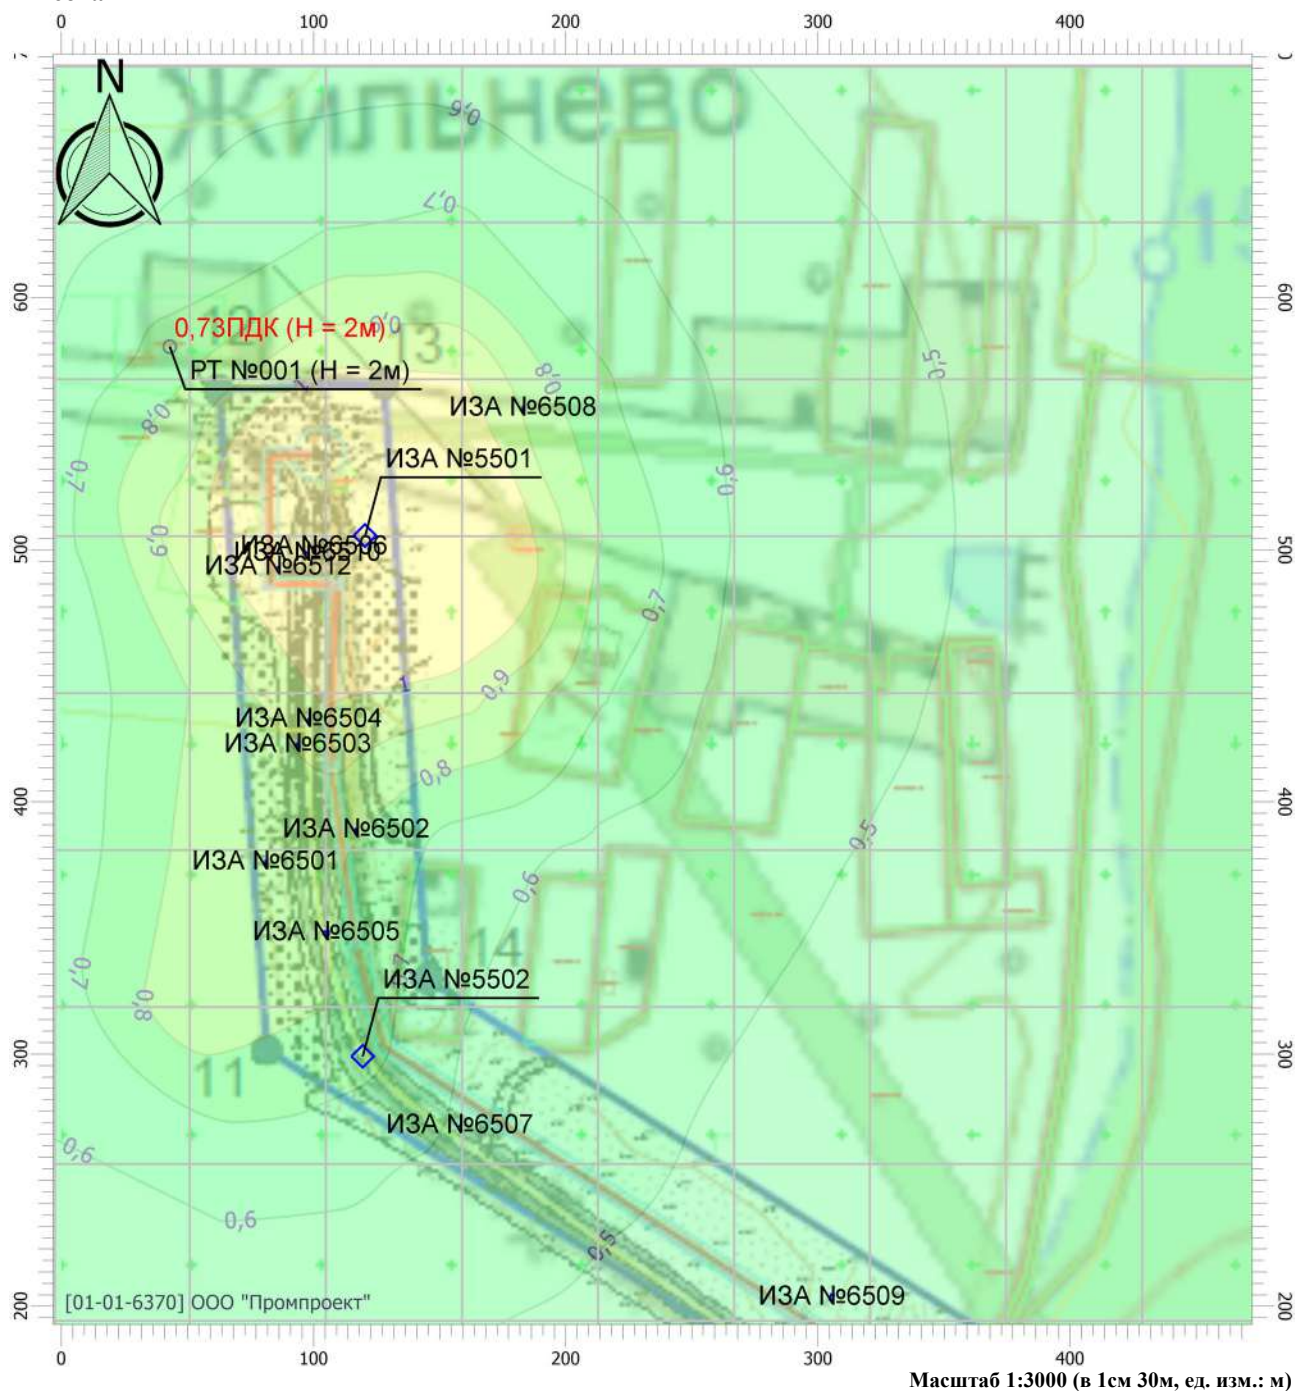 0 100 200 300 400
N
Жильнево
0,6
0,7
600 600
12
0,73ПДК (H = 2м)
13
РТ №001 (H = 2м)
0,8
0,5
ИЗА №6508
0,8
ИЗА №5501
0,7
0,6
0,9
500 500
ИЗА №6512
0,7
1
0,9
ИЗА №6504
ИЗА №6503
0,8
400 400
ИЗА №6502
0,5
ИЗА №6501
0,6
ИЗА №6505
14
0,7
0,8
ИЗА №5502
300 300
11
ИЗА №6507
0,6
0,6
0,5
ИЗА №6509
[01-01-6370] ООО "Промпроект"
200 200
0 100 200 300 400
Масштаб 1:3000 (в 1см 30м, ед. изм.: м)